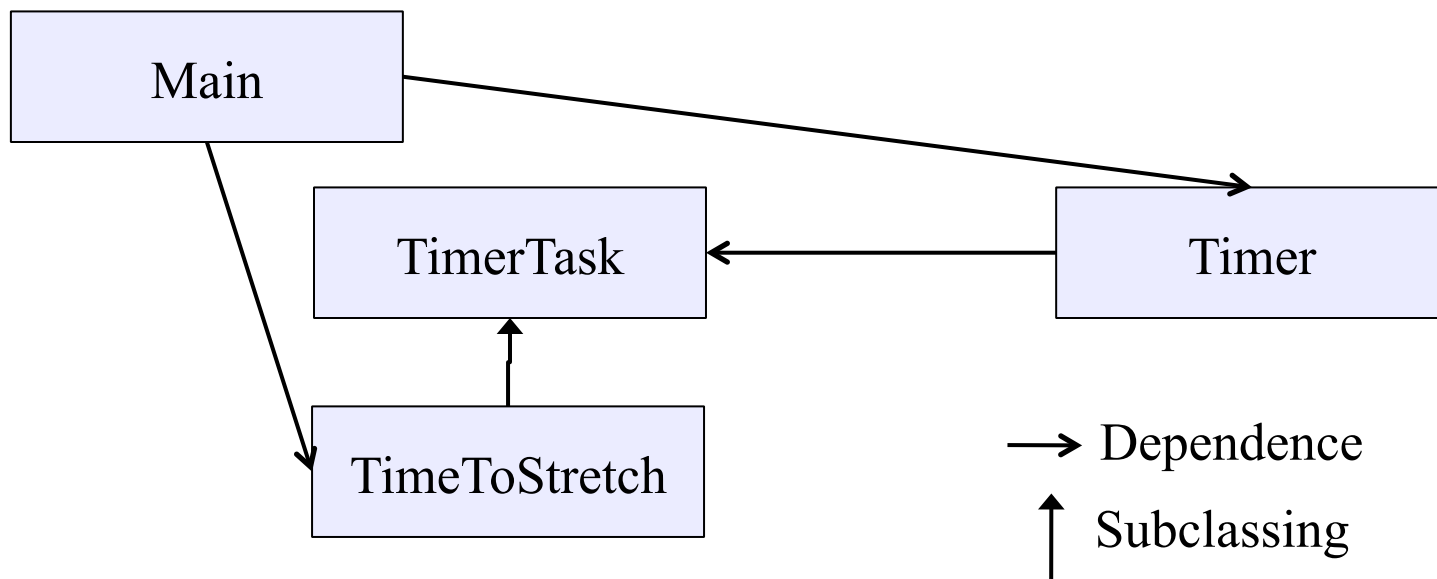 Main
TimerTask
Timer
TimeToStretch
Dependence
Subclassing